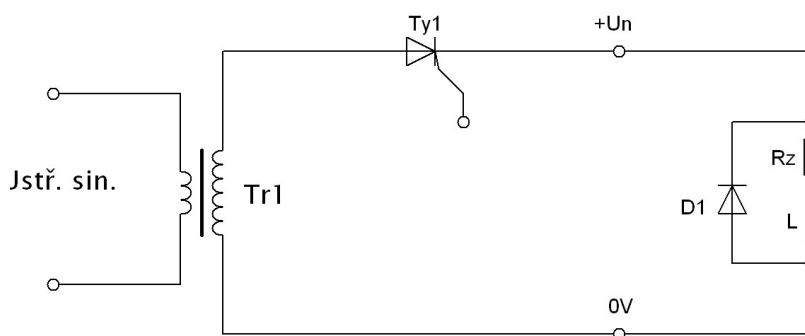 Ty1
+Un
Jstř. sin.
Tr1
Rz
D1
L
0V